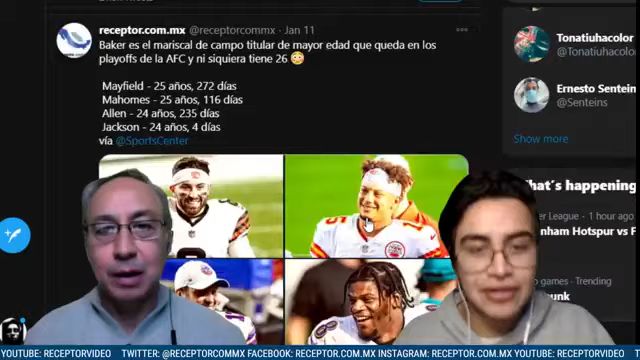 receptor.com.mx @receptorcommx · Jan 11
Baker es el mariscal de campo titular de mayor edad que queda en los
playoffs de la AFC y ni siquiera tiene 26 😳
Mayfield - 25 años, 272 días
Mahomes - 25 años, 116 días
Allen - 24 años, 235 días
Jackson - 24 años, 4 días
vía @SportsCenter
Tonatiuhacolor
@Tonatiuhacolor
Ernesto Sentein
@Senteins
Show more
hat's happening
er League · 1 hour ago
nham Hotspur vs F
o games · Trending
unk
YOUTUBE: RECEPTORVIDEO TWITTER: @RECEPTORCOMMX FACEBOOK: RECEPTOR.COM.MX INSTAGRAM: RECEPTOR.COM.MX YOUTUBE: RECEPTORVIDEO